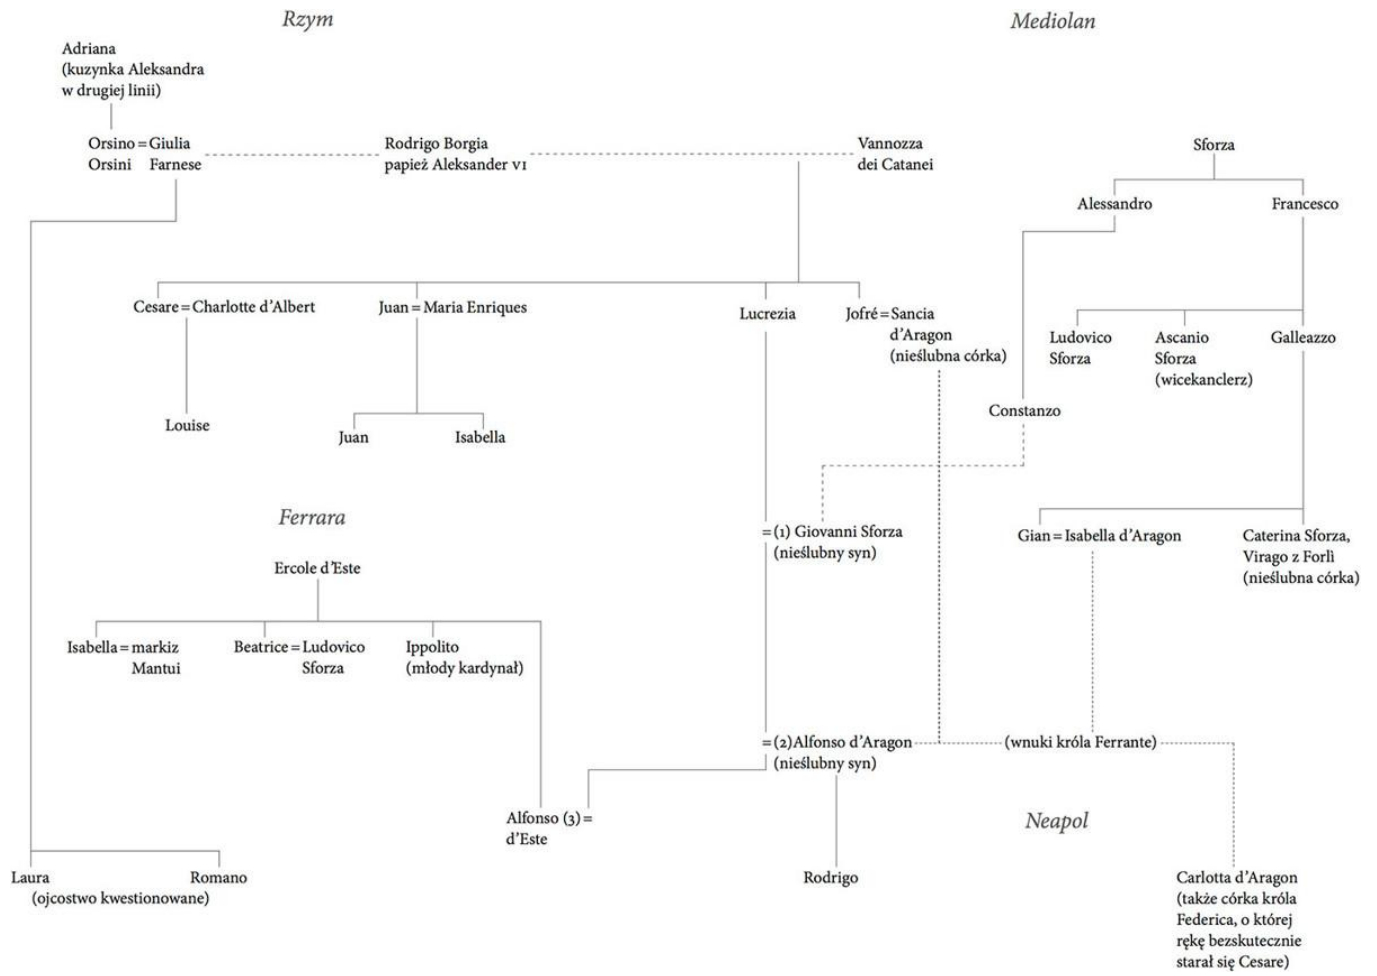 Rzym
Mediolan
Adriana
(kuzynka Aleksandra
w drugiej linii)
Orsino = Giulia
Orsini Farnese
Rodrigo Borgia
papież Aleksander VI
Vannozza
dei Catanei
Sforza
Alessandro
Francesco
Cesare = Charlotte d’Albert
Juan = Maria Enriques
Lucrezia
Jofré = Sancia
d’Aragon
(nieślubna córka)
Ludovico
Sforza
Ascanio
Sforza
(wicekanclerz)
Galleazzo
Louise
Juan
Isabella
Constanzo
Ferrara
= (1) Giovanni Sforza
(nieślubny syn)
Gian = Isabella d’Aragon
Caterina Sforza,
Virago z Forlì
(nieślubna córka)
Ercole d’Este
Isabella = markiz
Mantui
Beatrice = Ludovico
Sforza
Ippolito
(młody kardynał)
= (2)Alfonso d’Aragon
(nieślubny syn)
(wnuki króla Ferrante)
Alfonso (3) =
d’Este
Neapol
Laura
Romano
(ojcostwo kwestionowane)
Rodrigo
Carlotta d’Aragon
(także córka króla
Federica, o której
rękę bezskutecznie
starał się Cesare)